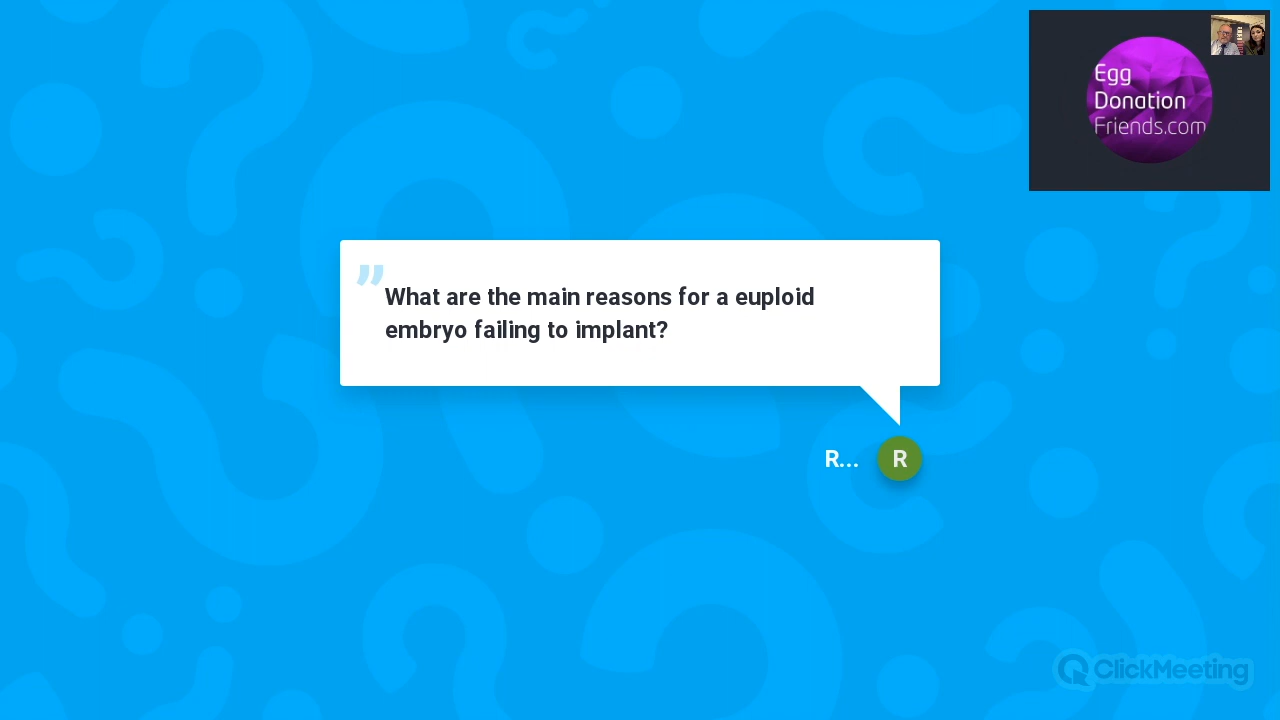 Egg
Donation
Friends.com
”
What are the main reasons for a euploid
embryo failing to implant?
R...
R
ClickMeeting